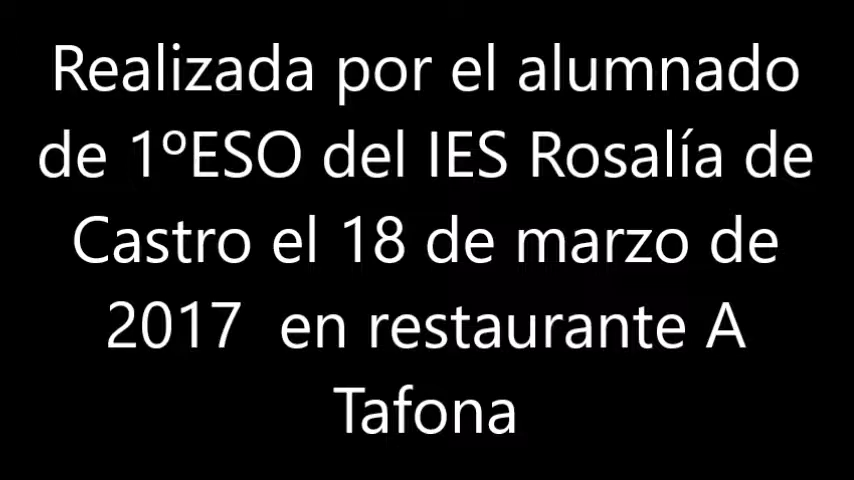 Realizada por el alumnado
de 1ºESO del IES Rosalía de
Castro el 18 de marzo de
2017  en restaurante A
Tafona